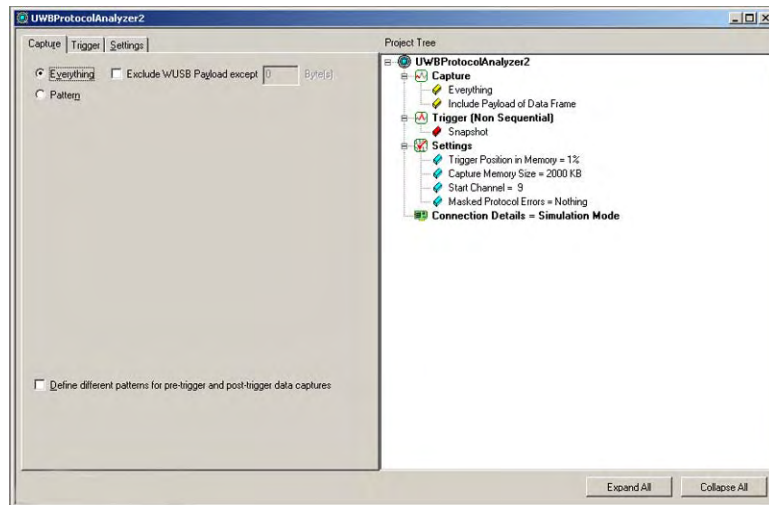 UWBProtocolAnalyzer2
Capture Trigger Settings
Everything Exclude WUSB Payload except 0 Byte(s)
Pattern
Define different patterns for pre-trigger and post-trigger data captures
Project Tree
UWBProtocolAnalyzer2
Capture
Everything
Include Payload of Data Frame
Trigger (Non Sequential)
Snapshot
Settings
Trigger Position in Memory = 1%
Capture Memory Size = 2000 KB
Start Channel = 9
Masked Protocol Errors = Nothing
Connection Details = Simulation Mode
Expand All Collapse All